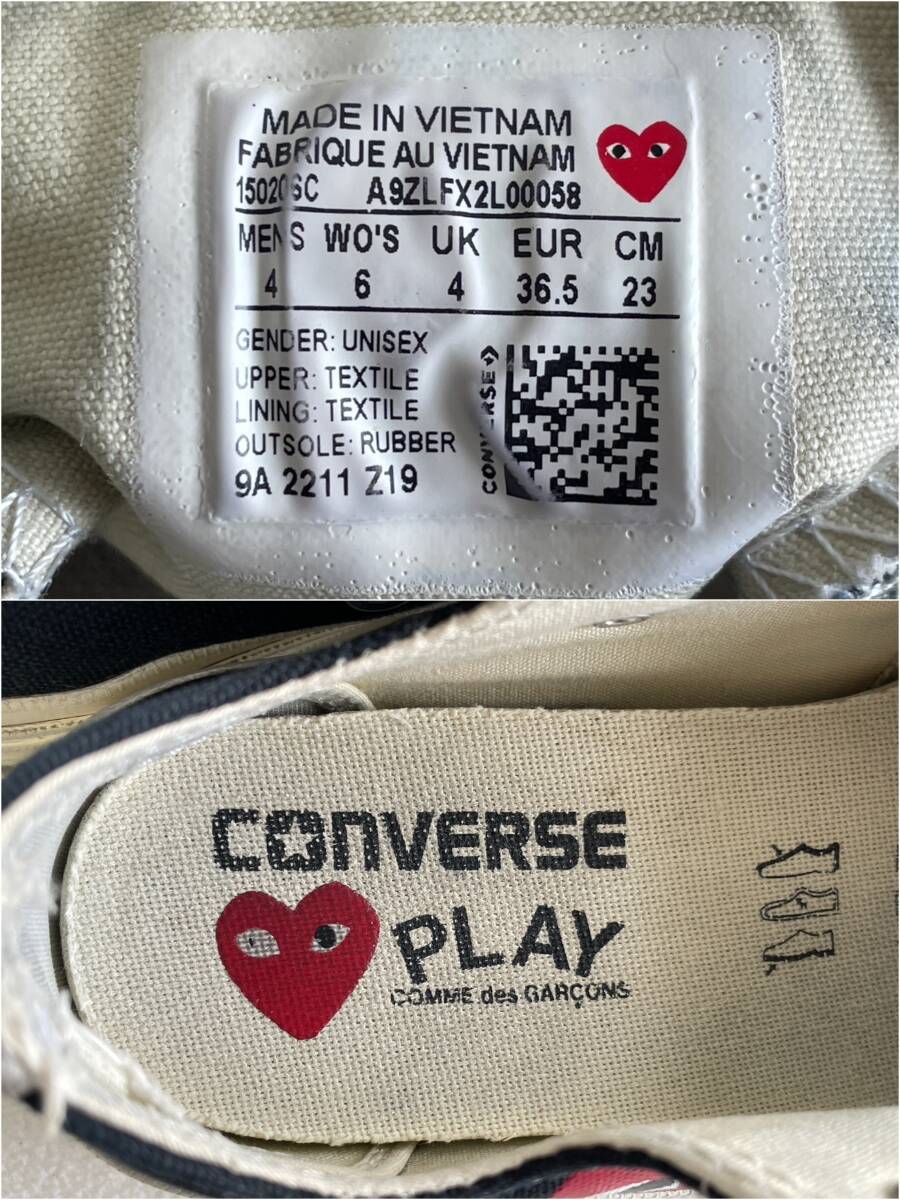 MADE IN VIETNAM
FABRIQUE AU VIETNAM
150206C A9ZLFX2L00058
MENS WO'S UK EUR CM
4 6 4 36.5 23
GENDER: UNISEX
UPPER: TEXTILE
LINING: TEXTILE
OUTSOLE: RUBBER
9A 2211 Z19
CONVERSE
CONVERSE
PLAY
COMME des GARÇONS